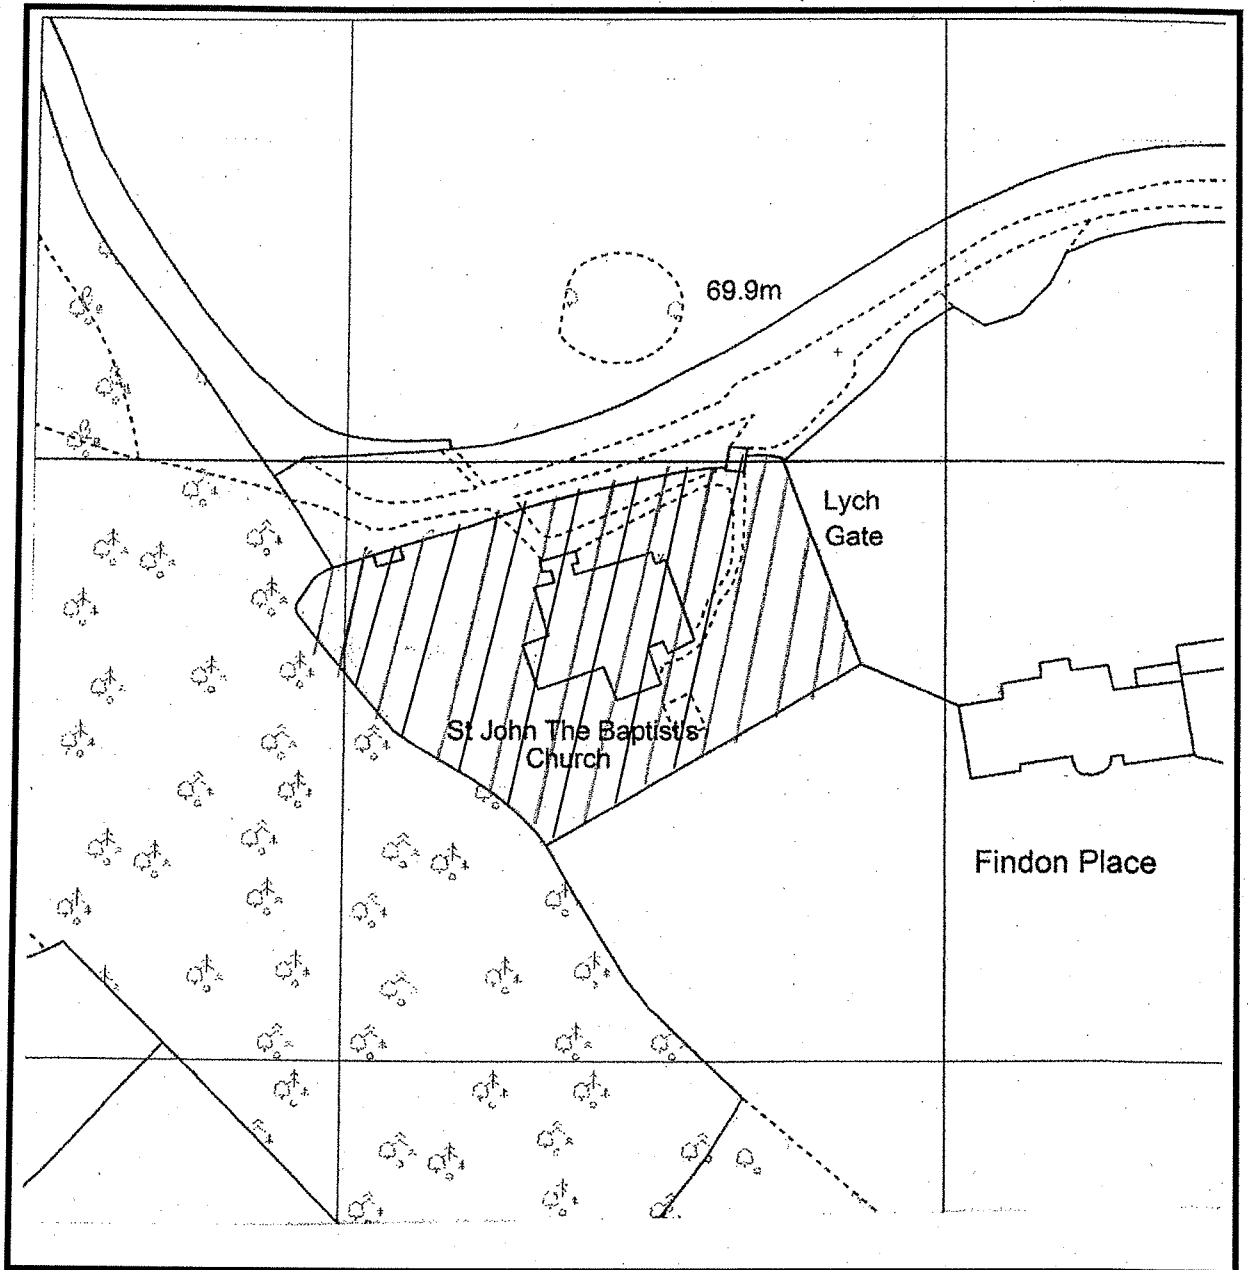 69.9m
Lych
Gate
St John The Baptist's
Church
Findon Place